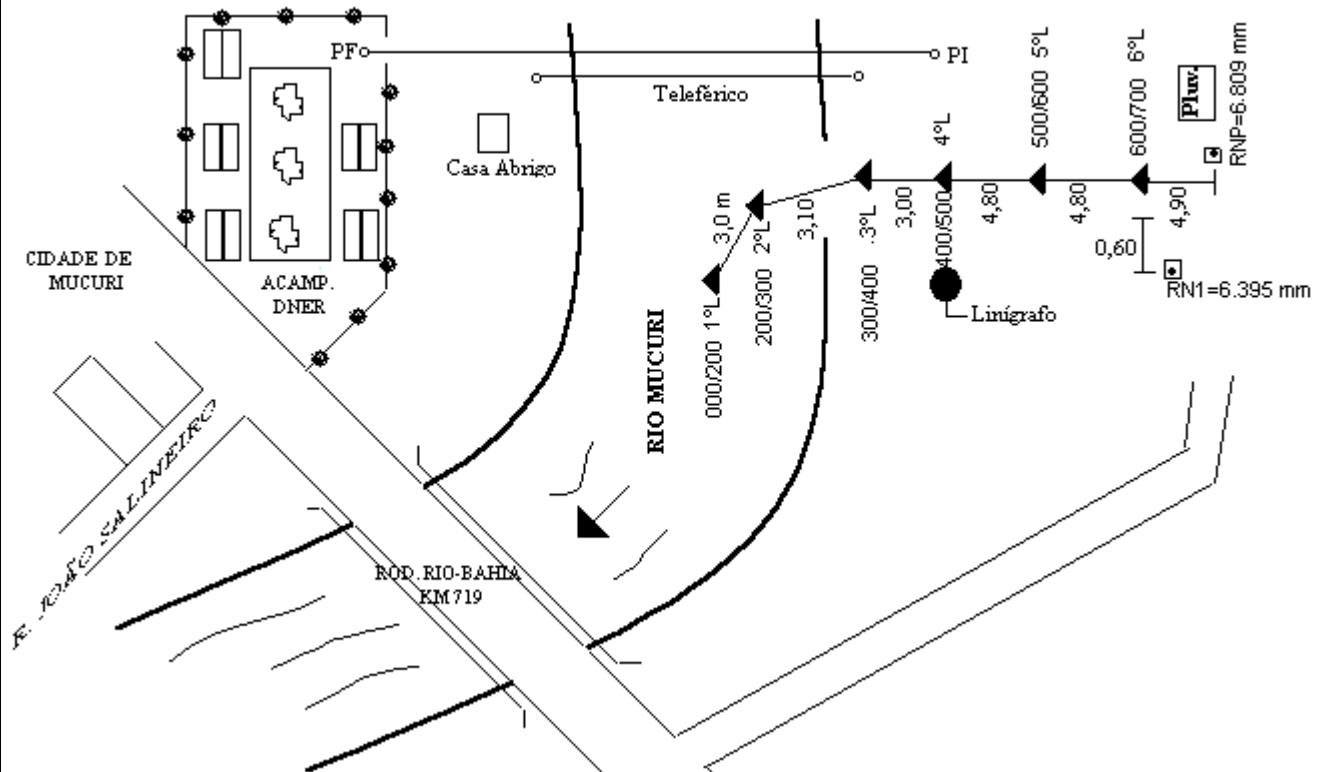 PF
PI
Teleférico
Casa Abrigo
CIDADE DE
MUCURI
ACAMP.
DNER
RIO MUCURI
R. JOÃO SALINEIRO
ROD. RIO-BAHIA
KM 719
000/200 1°L
3,0 m
200/300 2°L
3,10
300/400 .3°L
3,00
400/500
4°L
4,80
500/600 5°L
4,80
600/700 6°L
4,90
0,60
Pluv.
RNP=6.809 mm
RN1=6.395 mm
Linígrafo